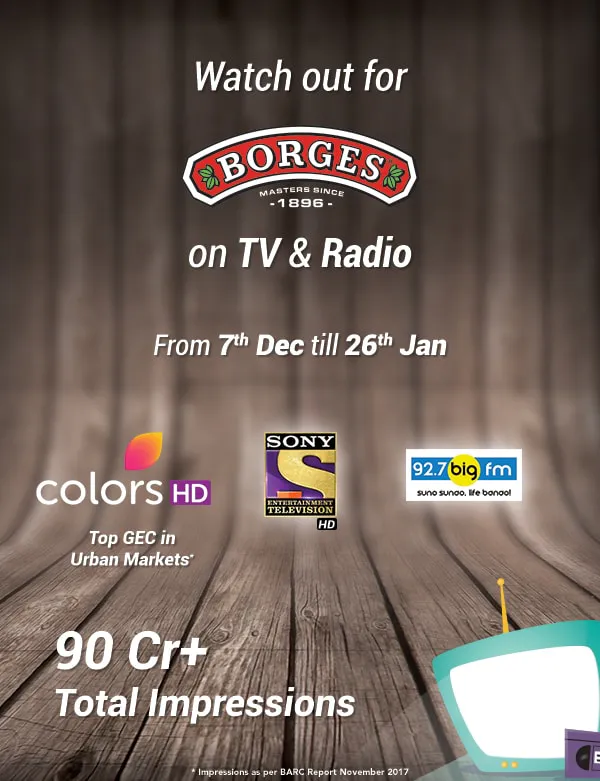 Watch out for
BORGES
MASTERS SINCE
- 1896 -
on TV & Radio
From 7th Dec till 26th Jan
colors HD
Top GEC in
Urban Markets*
SONY
S
ENTERTAINMENT
TELEVISION
HD
92.7 big fm
suno sunao, life banao!
90 Cr+
Total Impressions
* Impressions as per BARC Report November 2017